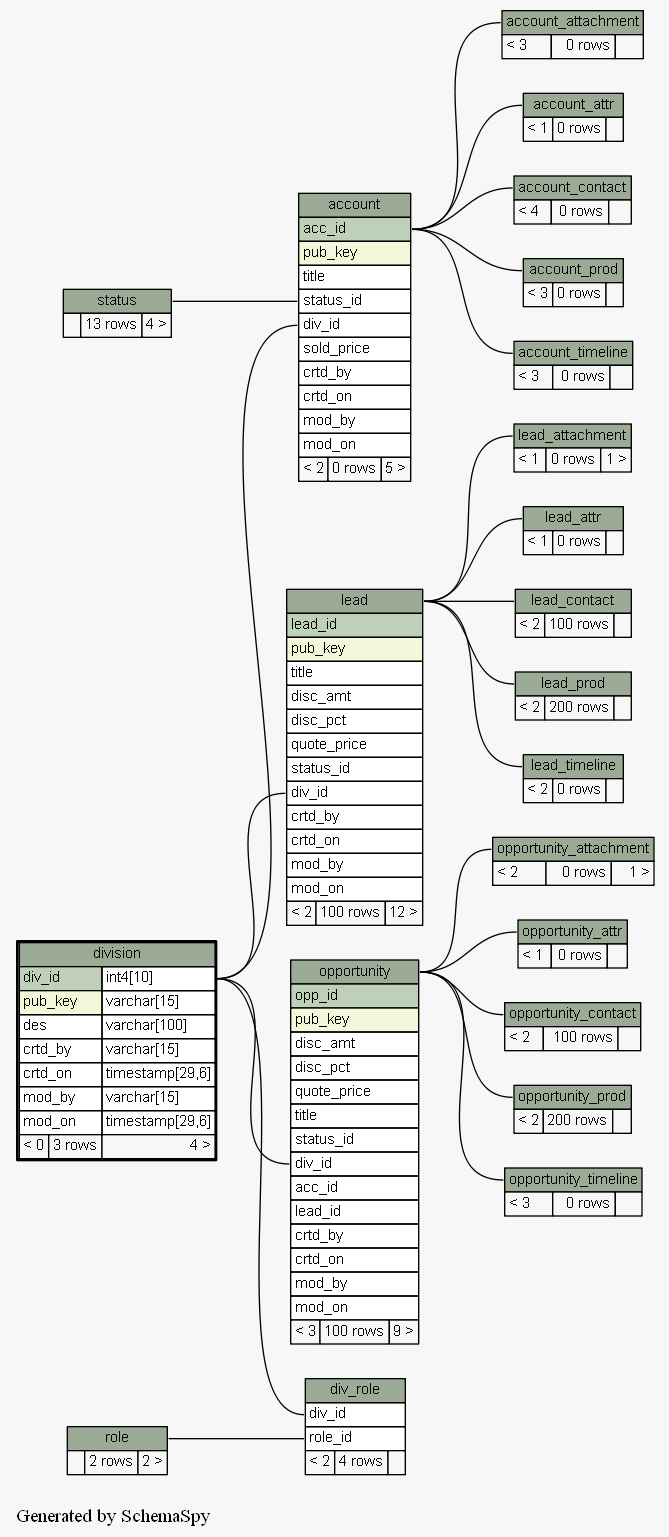 account_attachment
< 3 0 rows
account_attr
< 1 0 rows
account_contact
< 4 0 rows
account_prod
< 3 0 rows
account_timeline
< 3 0 rows
account
acc_id
pub_key
title
status_id
div_id
sold_price
crtd_by
crtd_on
mod_by
mod_on
< 2 0 rows 5 >
status
13 rows 4 >
lead_attachment
< 1 0 rows 1 >
lead_attr
< 1 0 rows
lead_contact
< 2 100 rows
lead_prod
< 2 200 rows
lead_timeline
< 2 0 rows
lead
lead_id
pub_key
title
disc_amt
disc_pct
quote_price
status_id
div_id
crtd_by
crtd_on
mod_by
mod_on
< 2 100 rows 12 >
opportunity_attachment
< 2 0 rows 1 >
opportunity_attr
< 1 0 rows
opportunity_contact
< 2 100 rows
opportunity_prod
< 2 200 rows
opportunity_timeline
< 3 0 rows
division
div_id int4[10]
pub_key varchar[15]
des varchar[100]
crtd_by varchar[15]
crtd_on timestamp[29,6]
mod_by varchar[15]
mod_on timestamp[29,6]
< 0 3 rows 4 >
opportunity
opp_id
pub_key
disc_amt
disc_pct
quote_price
title
status_id
div_id
acc_id
lead_id
crtd_by
crtd_on
mod_by
mod_on
< 3 100 rows 9 >
div_role
div_id
role_id
< 2 4 rows
role
2 rows 2 >
Generated by SchemaSpy